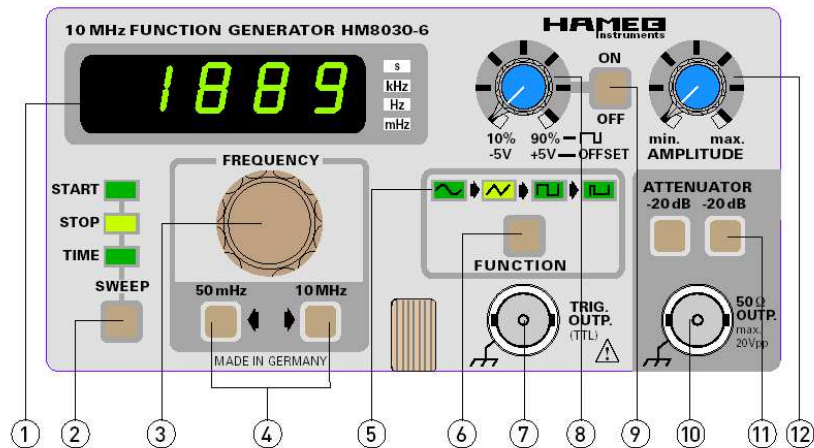 10 MHz FUNCTION GENERATOR HM8030-6
HAMEG
Instruments
1889
s
kHz
Hz
mHz
ON
OFF
10% 90%
-5V +5V OFFSET
min. max.
AMPLITUDE
FREQUENCY
START
STOP
TIME
SWEEP
50 mHz 10 MHz
MADE IN GERMANY
FUNCTION
ATTENUATOR
-20 dB -20 dB
TRIG.
OUTP.
(TTL)
50Ω
OUTP.
max.
20Vpp
1 2 3 4 5 6 7 8 9 10 11 12